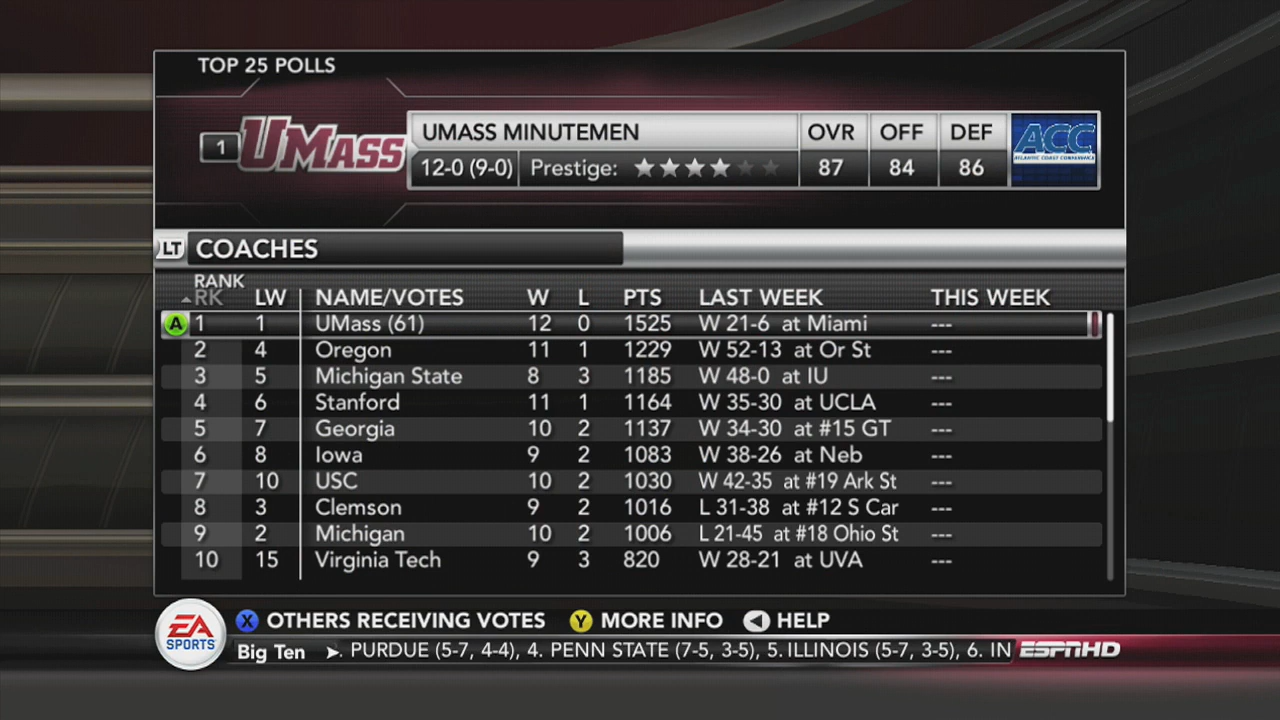 TOP 25 POLLS
1 UMASS UMASS MINUTEMEN OVR OFF DEF ACC
ATLANTIC COAST CONFERENCE
12-0 (9-0) Prestige: 87 84 86
LT COACHES
RANK
RK LW NAME/VOTES W L PTS LAST WEEK THIS WEEK
A 1 1 UMass (61) 12 0 1525 W 21-6 at Miami ---
2 4 Oregon 11 1 1229 W 52-13 at Or St ---
3 5 Michigan State 8 3 1185 W 48-0 at IU ---
4 6 Stanford 11 1 1164 W 35-30 at UCLA ---
5 7 Georgia 10 2 1137 W 34-30 at #15 GT ---
6 8 Iowa 9 2 1083 W 38-26 at Neb ---
7 10 USC 10 2 1030 W 42-35 at #19 Ark St ---
8 3 Clemson 9 2 1016 L 31-38 at #12 S Car ---
9 2 Michigan 10 2 1006 L 21-45 at #18 Ohio St ---
10 15 Virginia Tech 9 3 820 W 28-21 at UVA ---
EA SPORTS X OTHERS RECEIVING VOTES Y MORE INFO HELP
Big Ten . PURDUE (5-7, 4-4), 4. PENN STATE (7-5, 3-5), 5. ILLINOIS (5-7, 3-5), 6. IN ESPNHD